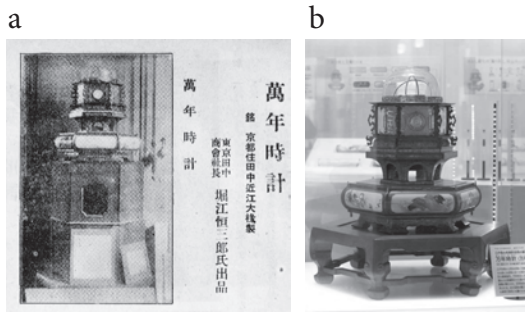 a
萬年時計
銘 京都住田中近江大掾製
東京田中
商會社長
堀江恒三郎氏出品
萬年時計
b